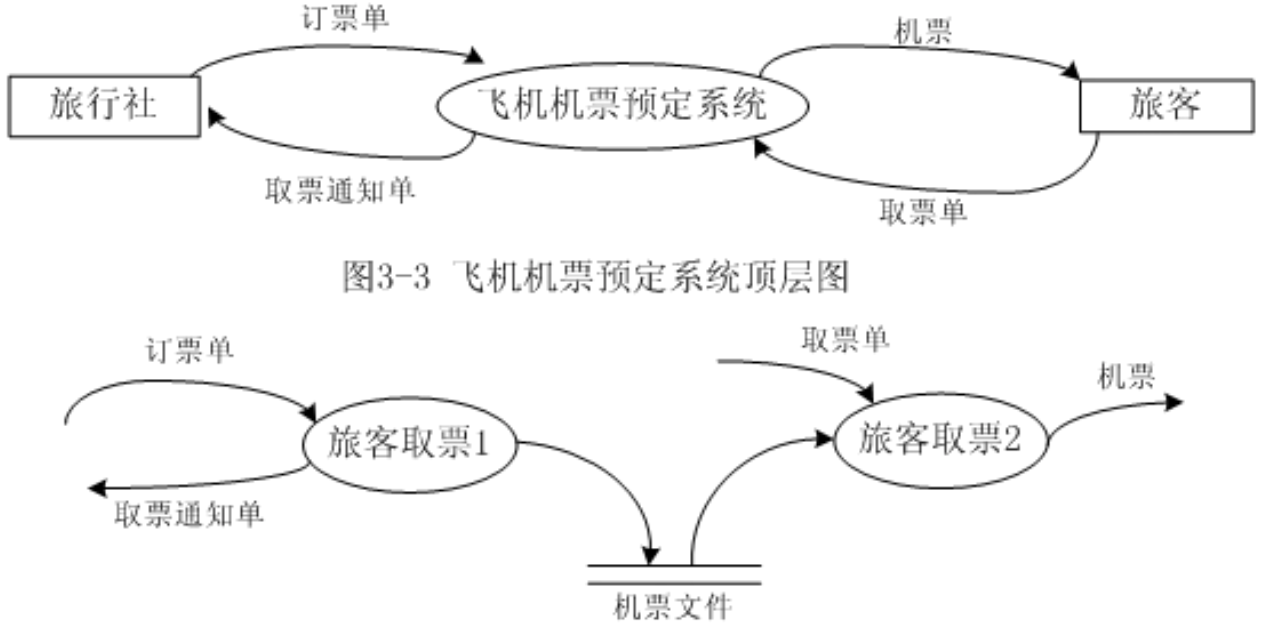 订票单
机票
旅行社
飞机机票预定系统
旅客
取票通知单
取票单
图3-3 飞机机票预定系统顶层图
订票单
取票单
机票
旅客取票1
旅客取票2
取票通知单
机票文件